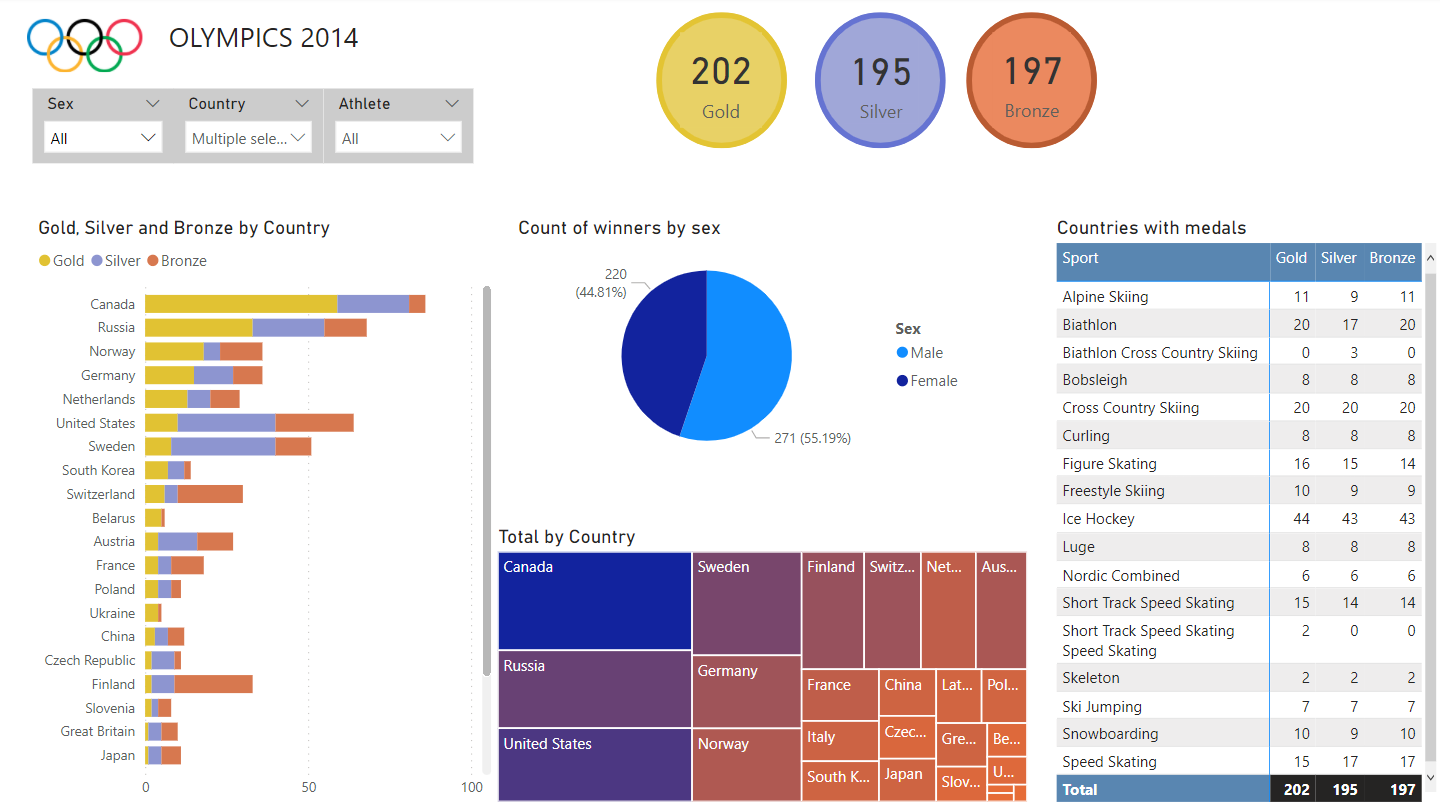 OLYMPICS 2014
Sex
Country
Athlete
All
Multiple sele...
All
202
Gold
195
Silver
197
Bronze
Gold, Silver and Bronze by Country
Gold Silver Bronze
Canada
Russia
Norway
Germany
Netherlands
United States
Sweden
South Korea
Switzerland
Belarus
Austria
France
Poland
Ukraine
China
Czech Republic
Finland
Slovenia
Great Britain
Japan
0 50 100
Count of winners by sex
220
(44.81%)
271 (55.19%)
Sex
Male
Female
Total by Country
Canada
Russia
United States
Sweden
Germany
Norway
Finland
Switz...
Net...
Aus...
France
Italy
South K...
China
Czec...
Japan
Lat...
Pol...
Gre...
Slov...
Be...
U...
Countries with medals
Sport Gold Silver Bronze
Alpine Skiing 11 9 11
Biathlon 20 17 20
Biathlon Cross Country Skiing 0 3 0
Bobsleigh 8 8 8
Cross Country Skiing 20 20 20
Curling 8 8 8
Figure Skating 16 15 14
Freestyle Skiing 10 9 9
Ice Hockey 44 43 43
Luge 8 8 8
Nordic Combined 6 6 6
Short Track Speed Skating 15 14 14
Short Track Speed Skating 2 0 0
Speed Skating
Skeleton 2 2 2
Ski Jumping 7 7 7
Snowboarding 10 9 10
Speed Skating 15 17 17
Total 202 195 197